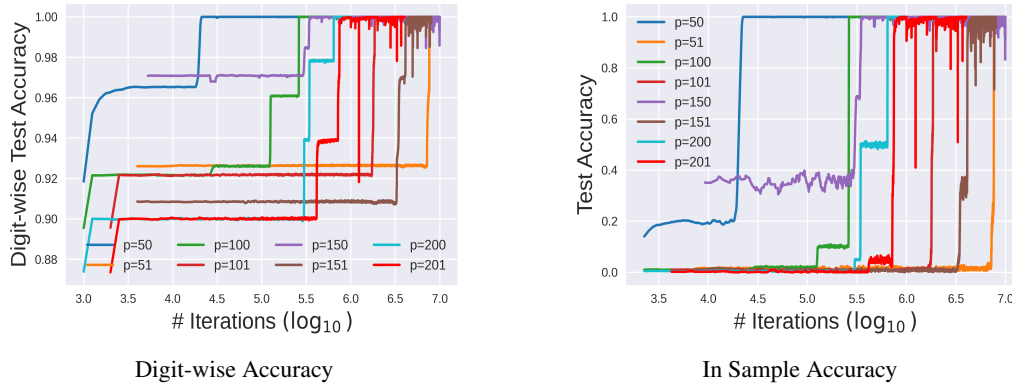 1.00
0.98
0.96
0.94
0.92
0.90
0.88
Digit-wise Test Accuracy
p=50 p=100 p=150 p=200
p=51 p=101 p=151 p=201
3.0 3.5 4.0 4.5 5.0 5.5 6.0 6.5 7.0
# Iterations (log10)
Digit-wise Accuracy
1.0
0.8
0.6
0.4
0.2
0.0
Test Accuracy
p=50
p=51
p=100
p=101
p=150
p=151
p=200
p=201
3.5 4.0 4.5 5.0 5.5 6.0 6.5 7.0
# Iterations (log10)
In Sample Accuracy